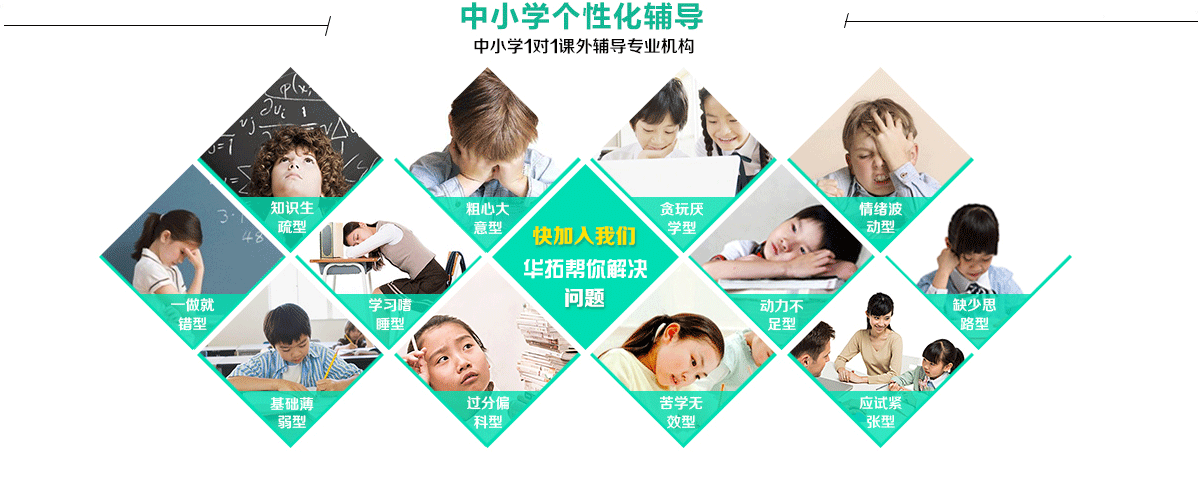 中小学个性化辅导
中小学1对1课外辅导专业机构
知识生
疏型
粗心大
意型
贪玩厌
学型
情绪波
动型
快加入我们
华拓帮你解决
问题
一做就
错型
学习嗜
睡型
动力不
足型
缺少思
路型
基础薄
弱型
过分偏
科型
苦学无
效型
应试紧
张型